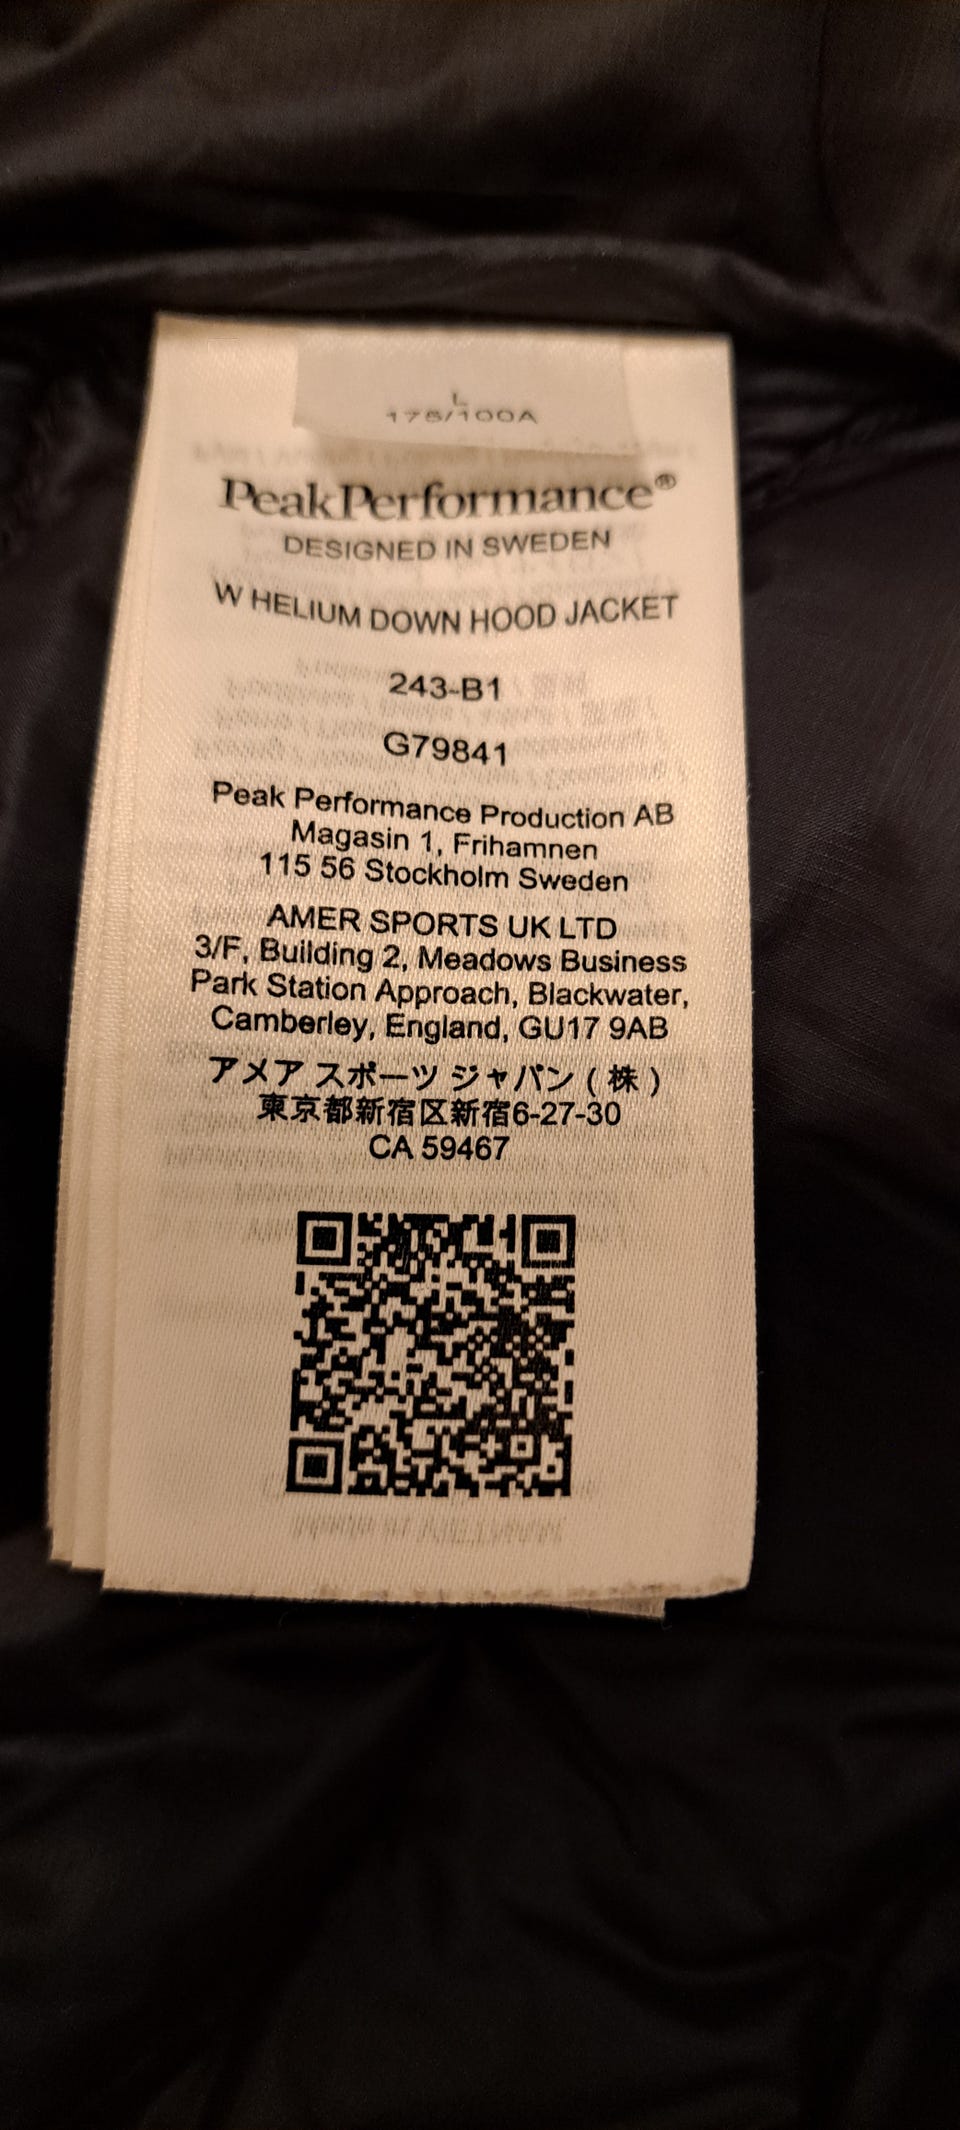 L
175/100A
PeakPerformance®
DESIGNED IN SWEDEN
W HELIUM DOWN HOOD JACKET
243-B1
G79841
Peak Performance Production AB
Magasin 1, Frihamnen
115 56 Stockholm Sweden
AMER SPORTS UK LTD
3/F, Building 2, Meadows Business
Park Station Approach, Blackwater,
Camberley, England, GU17 9AB
アメア スポーツ ジャパン ( 株 )
東京都新宿区新宿6-27-30
CA 59467